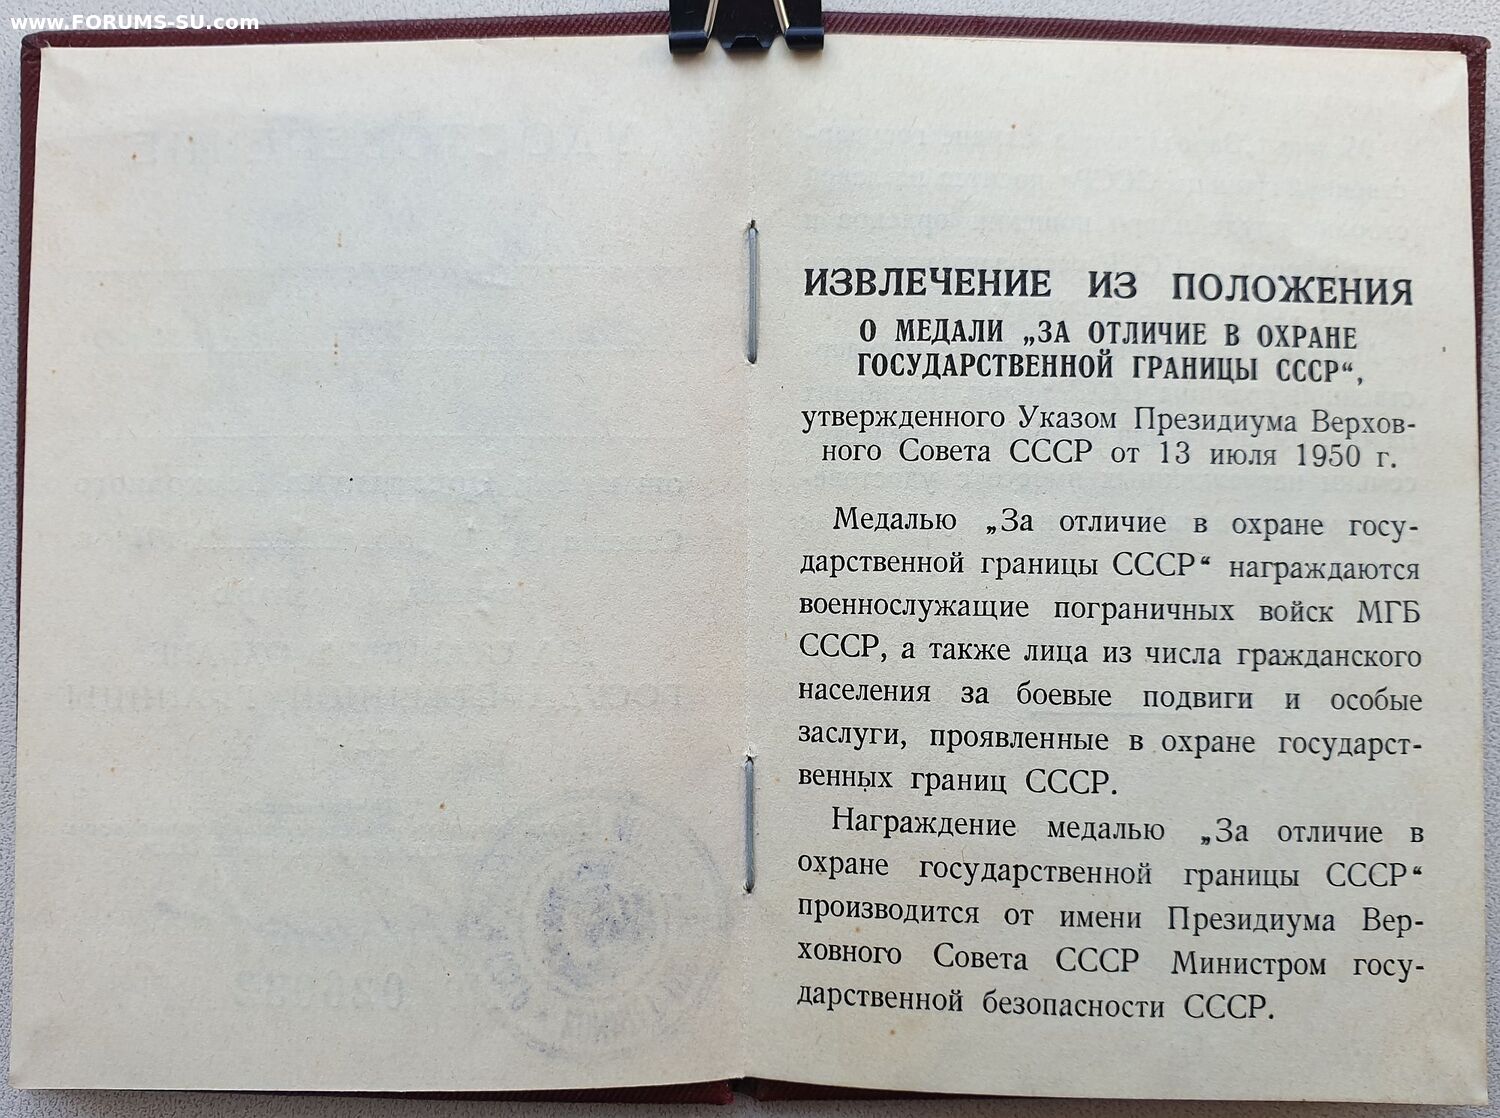 www.FORUMS-SU.com
ИЗВЛЕЧЕНИЕ ИЗ ПОЛОЖЕНИЯ
О МЕДАЛИ „ЗА ОТЛИЧИЕ В ОХРАНЕ
ГОСУДАРСТВЕННОЙ ГРАНИЦЫ СССР“,
утвержденного Указом Президиума Верхов-
ного Совета СССР от 13 июля 1950 г.
Медалью „За отличие в охране госу-
дарственной границы СССР“ награждаются
военнослужащие пограничных войск МГБ
СССР, а также лица из числа гражданского
населения за боевые подвиги и особые
заслуги, проявленные в охране государст-
венных границ СССР.
Награждение медалью „За отличие в
охране государственной границы СССР“
производится от имени Президиума Вер-
ховного Совета СССР Министром госу-
дарственной безопасности СССР.